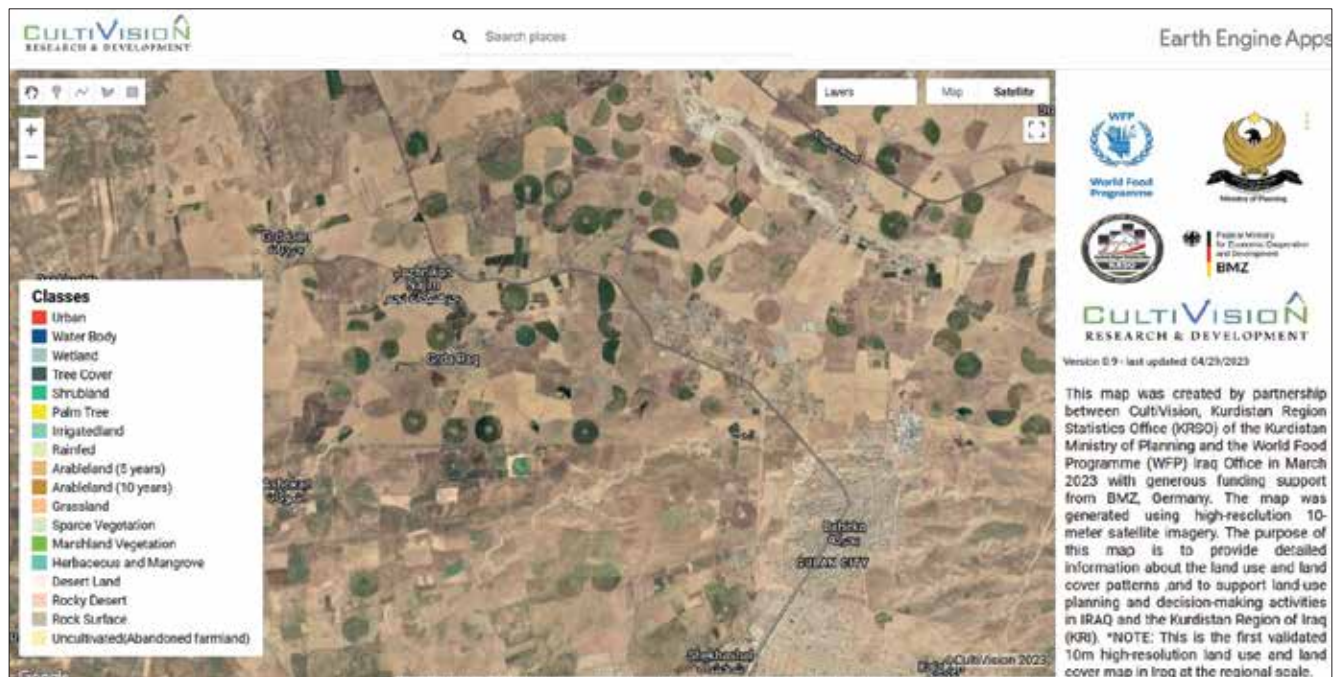 CULTIVISION
RESEARCH & DEVELOPMENT
Search places
Earth Engine Apps
Layers
Map
Satellite
WFP
World Food
Programme
Ministry of Planning
KRSO
Federal Ministry
for Economic Cooperation
and Development
BMZ
CULTIVISION
RESEARCH & DEVELOPMENT
Version 0.9 - last updated: 04/29/2023
This map was created by partnership
between CultiVision, Kurdistan Region
Statistics Office (KRSO) of the Kurdistan
Ministry of Planning and the World Food
Programme (WFP) Iraq Office in March
2023 with generous funding support
from BMZ, Germany. The map was
generated using high-resolution 10-
meter satellite imagery. The purpose of
this map is to provide detailed
information about the land use and land
cover patterns ,and to support land-use
planning and decision-making activities
in IRAQ and the Kurdistan Region of Iraq
(KRI). *NOTE: This is the first validated
10m high-resolution land use and land
cover map in Iraq at the regional scale.
Najm
Bahirka
GULAK CITY
Classes
Urban
Water Body
Wetland
Tree Cover
Shrubland
Palm Tree
Irrigatedland
Rainfed
Arableland (5 years)
Arableland (10 years)
Grassland
Sparce Vegetation
Marshland Vegetation
Herbaceous and Mangrove
Desert Land
Rocky Desert
Rock Surface
Uncultivated(Abandoned farmland)
©CultiVision 2023
Google